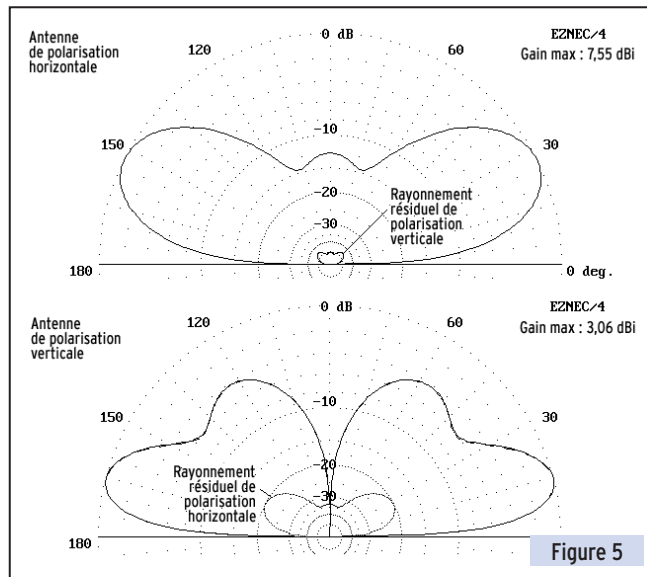 Antenne
de polarisation
horizontale
0 dB
EZNEC/4
Gain max : 7,55 dBi
120
60
150
30
-10
-20
-30
Rayonnement
résiduel de
polarisation
verticale
180
0 deg.
Antenne
de polarisation
verticale
0 dB
EZNEC/4
Gain max : 3,06 dBi
120
60
150
30
-10
-20
-30
Rayonnement
résiduel de
polarisation
horizontale
180
Figure 5